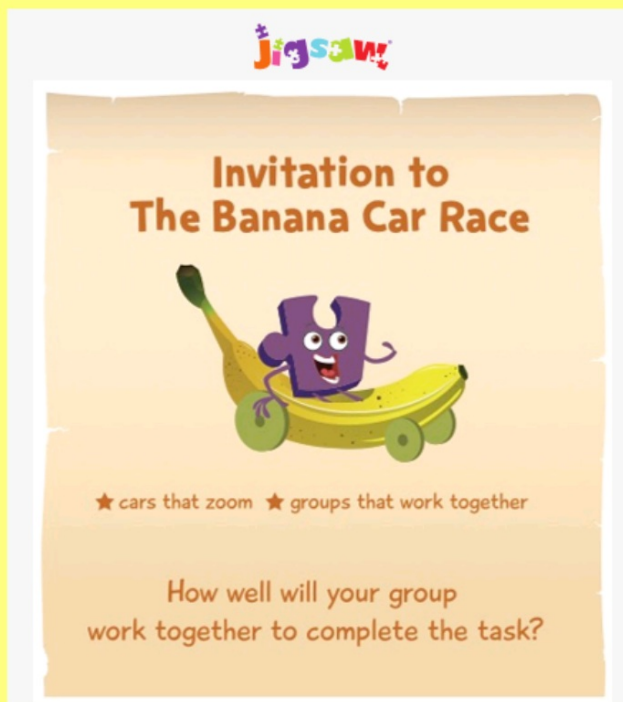 jigsaw
Invitation to
The Banana Car Race
★ cars that zoom ★ groups that work together
How well will your group
work together to complete the task?